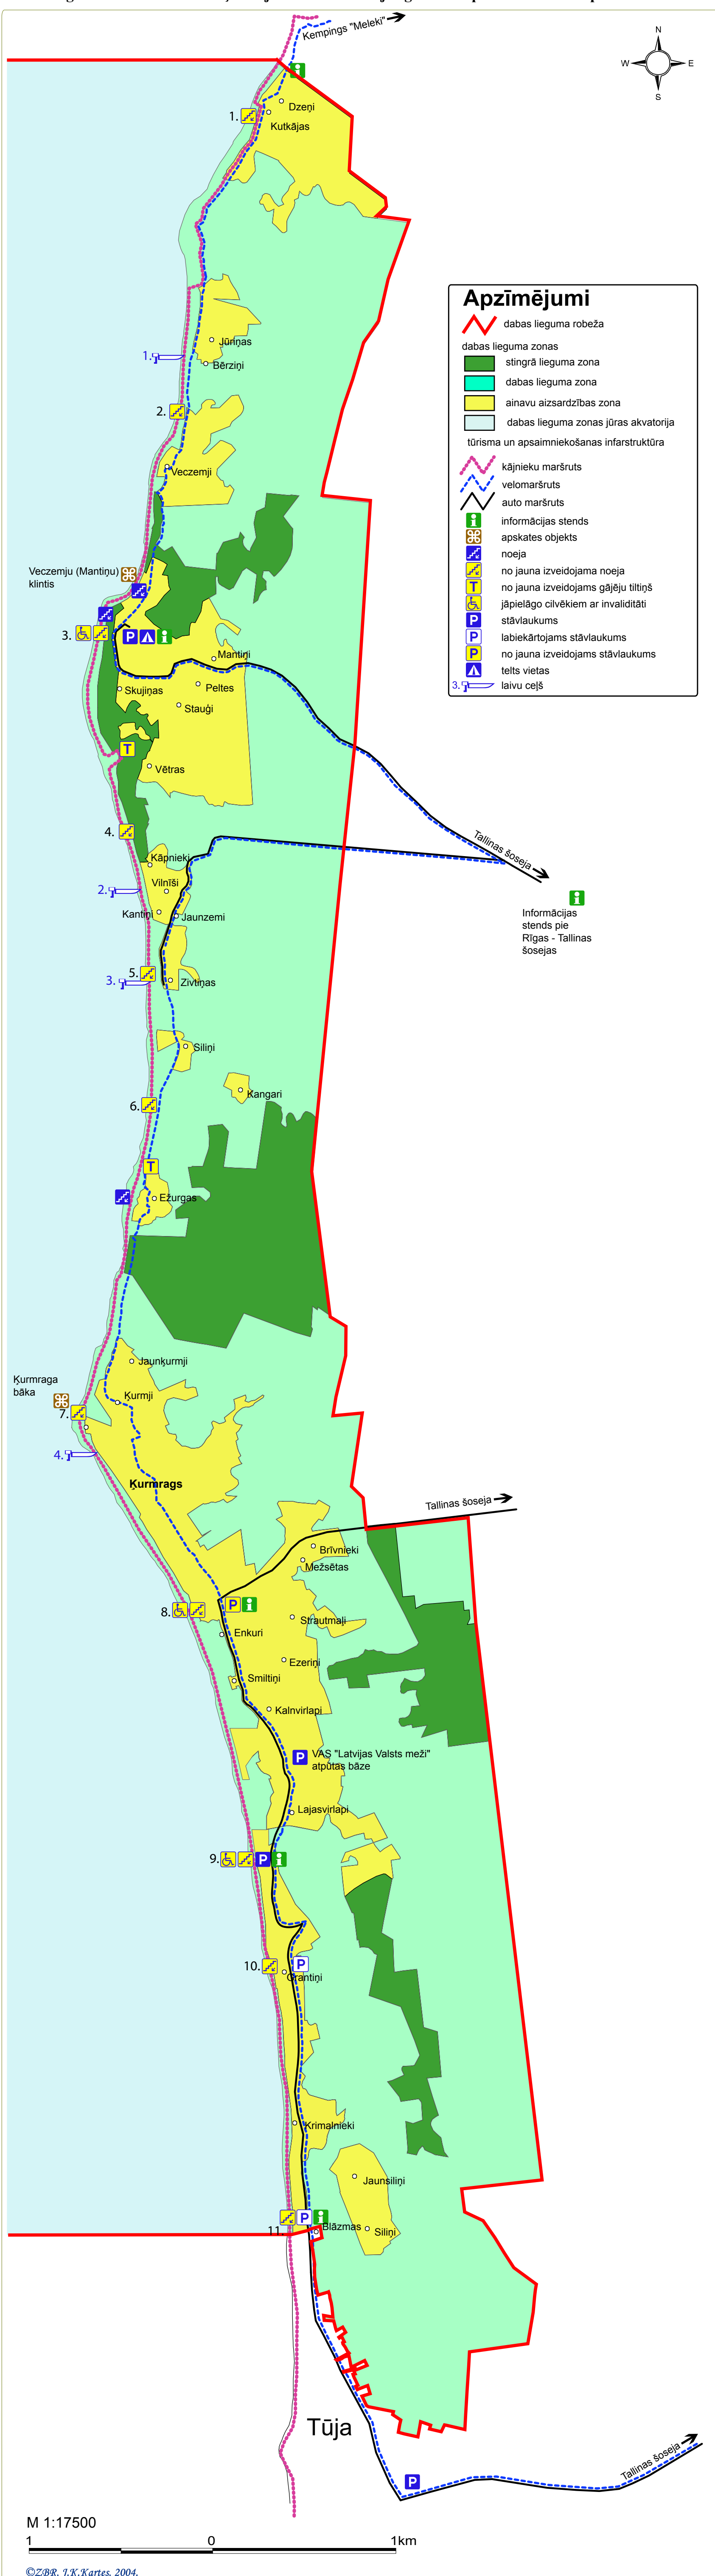 Kempings "Meleki"
N
W
E
S
Dzeņi
1.
Kutkājas
Jūriņas
1.
Bērziņi
2.
Veczemji
Apzīmējumi
dabas lieguma robeža
dabas lieguma zonas
stingrā lieguma zona
dabas lieguma zona
ainavu aizsardzības zona
dabas lieguma zonas jūras akvatorija
tūrisma un apsaimniekošanas infarstruktūra
kājnieku maršruts
velomaršruts
auto maršruts
informācijas stends
apskates objekts
noeja
no jauna izveidojama noeja
T no jauna izveidojams gājēju tiltiņš
jāpielāgo cilvēkiem ar invaliditāti
P stāvlaukums
P labiekārtojams stāvlaukums
P no jauna izveidojams stāvlaukums
telts vietas
3. laivu ceļš
Veczemju (Mantiņu)
klintis
3.
P
Mantiņi
Skujiņas
Peltes
Stauģi
T
Vētras
4.
Tallinas šoseja
Kāpnieki
Vilnīši
2.
Kantiņi
Jaunzemi
Informācijas
stends pie
Rīgas - Tallinas
šosejas
5.
3.
Zivtiņas
Siliņi
Kangari
6.
T
Ežurgas
Jaunķurmji
Ķurmraga
bāka
Ķurmji
7.
4.
Ķurmrags
Tallinas šoseja
Brīvnieki
Mežsētas
P
8.
Strautmaļi
Enkuri
Ezeriņi
Smiltiņi
Kalnvirlapi
P
VAS "Latvijas Valsts meži"
atpūtas bāze
Lajasvirlapi
9.
P
10.
P
Grantiņi
Krimalnieki
Jaunsiliņi
P
11.
Blāzmas
Siliņi
Tūja
Tallinas šoseja
P
M 1:17500
1 0 1km
©ZBR, J.K.Kartes, 2004.